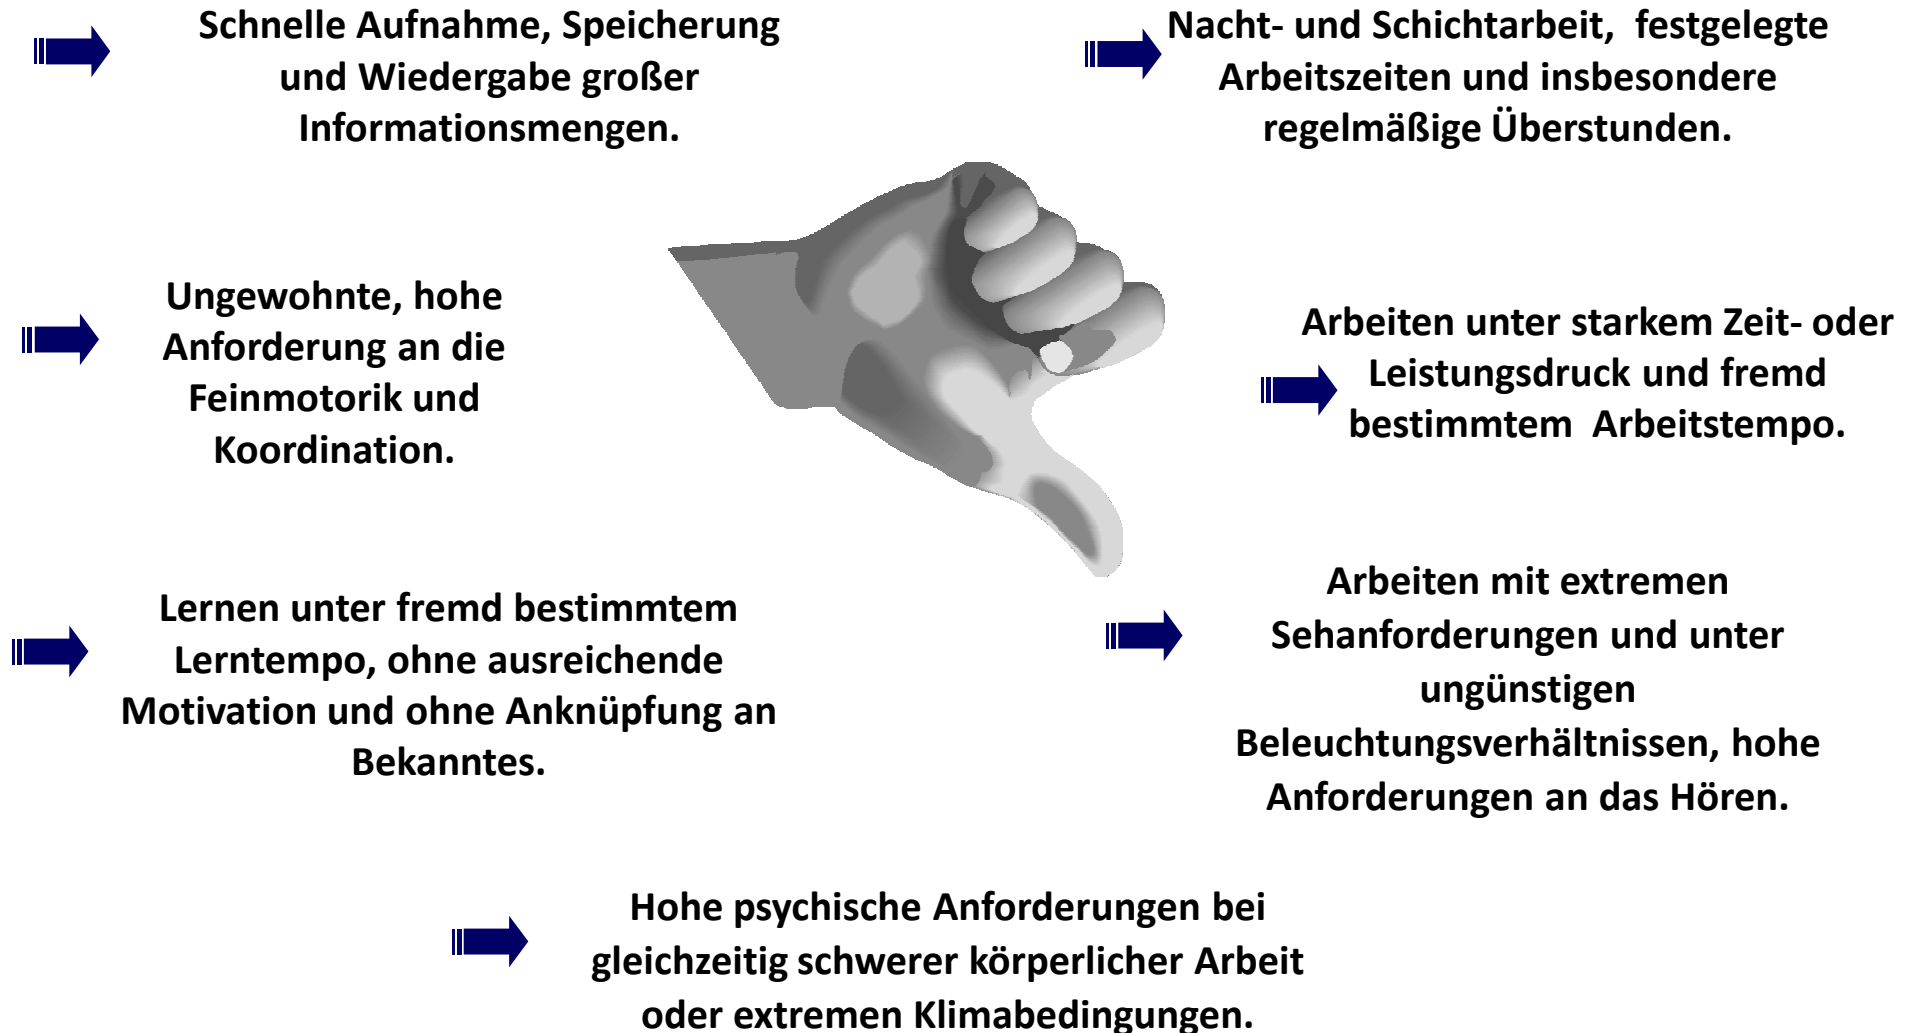 Schnelle Aufnahme, Speicherung
und Wiedergabe großer
Informationsmengen.
Nacht- und Schichtarbeit,  festgelegte
Arbeitszeiten und insbesondere
regelmäßige Überstunden.
Ungewohnte, hohe
Anforderung an die
Feinmotorik und
Koordination.
Arbeiten unter starkem Zeit- oder
Leistungsdruck und fremd
bestimmtem  Arbeitstempo.
Lernen unter fremd bestimmtem
Lerntempo, ohne ausreichende
Motivation und ohne Anknüpfung an
Bekanntes.
Arbeiten mit extremen
Sehanforderungen und unter
ungünstigen
Beleuchtungsverhältnissen, hohe
Anforderungen an das Hören.
Hohe psychische Anforderungen bei
gleichzeitig schwerer körperlicher Arbeit
oder extremen Klimabedingungen.